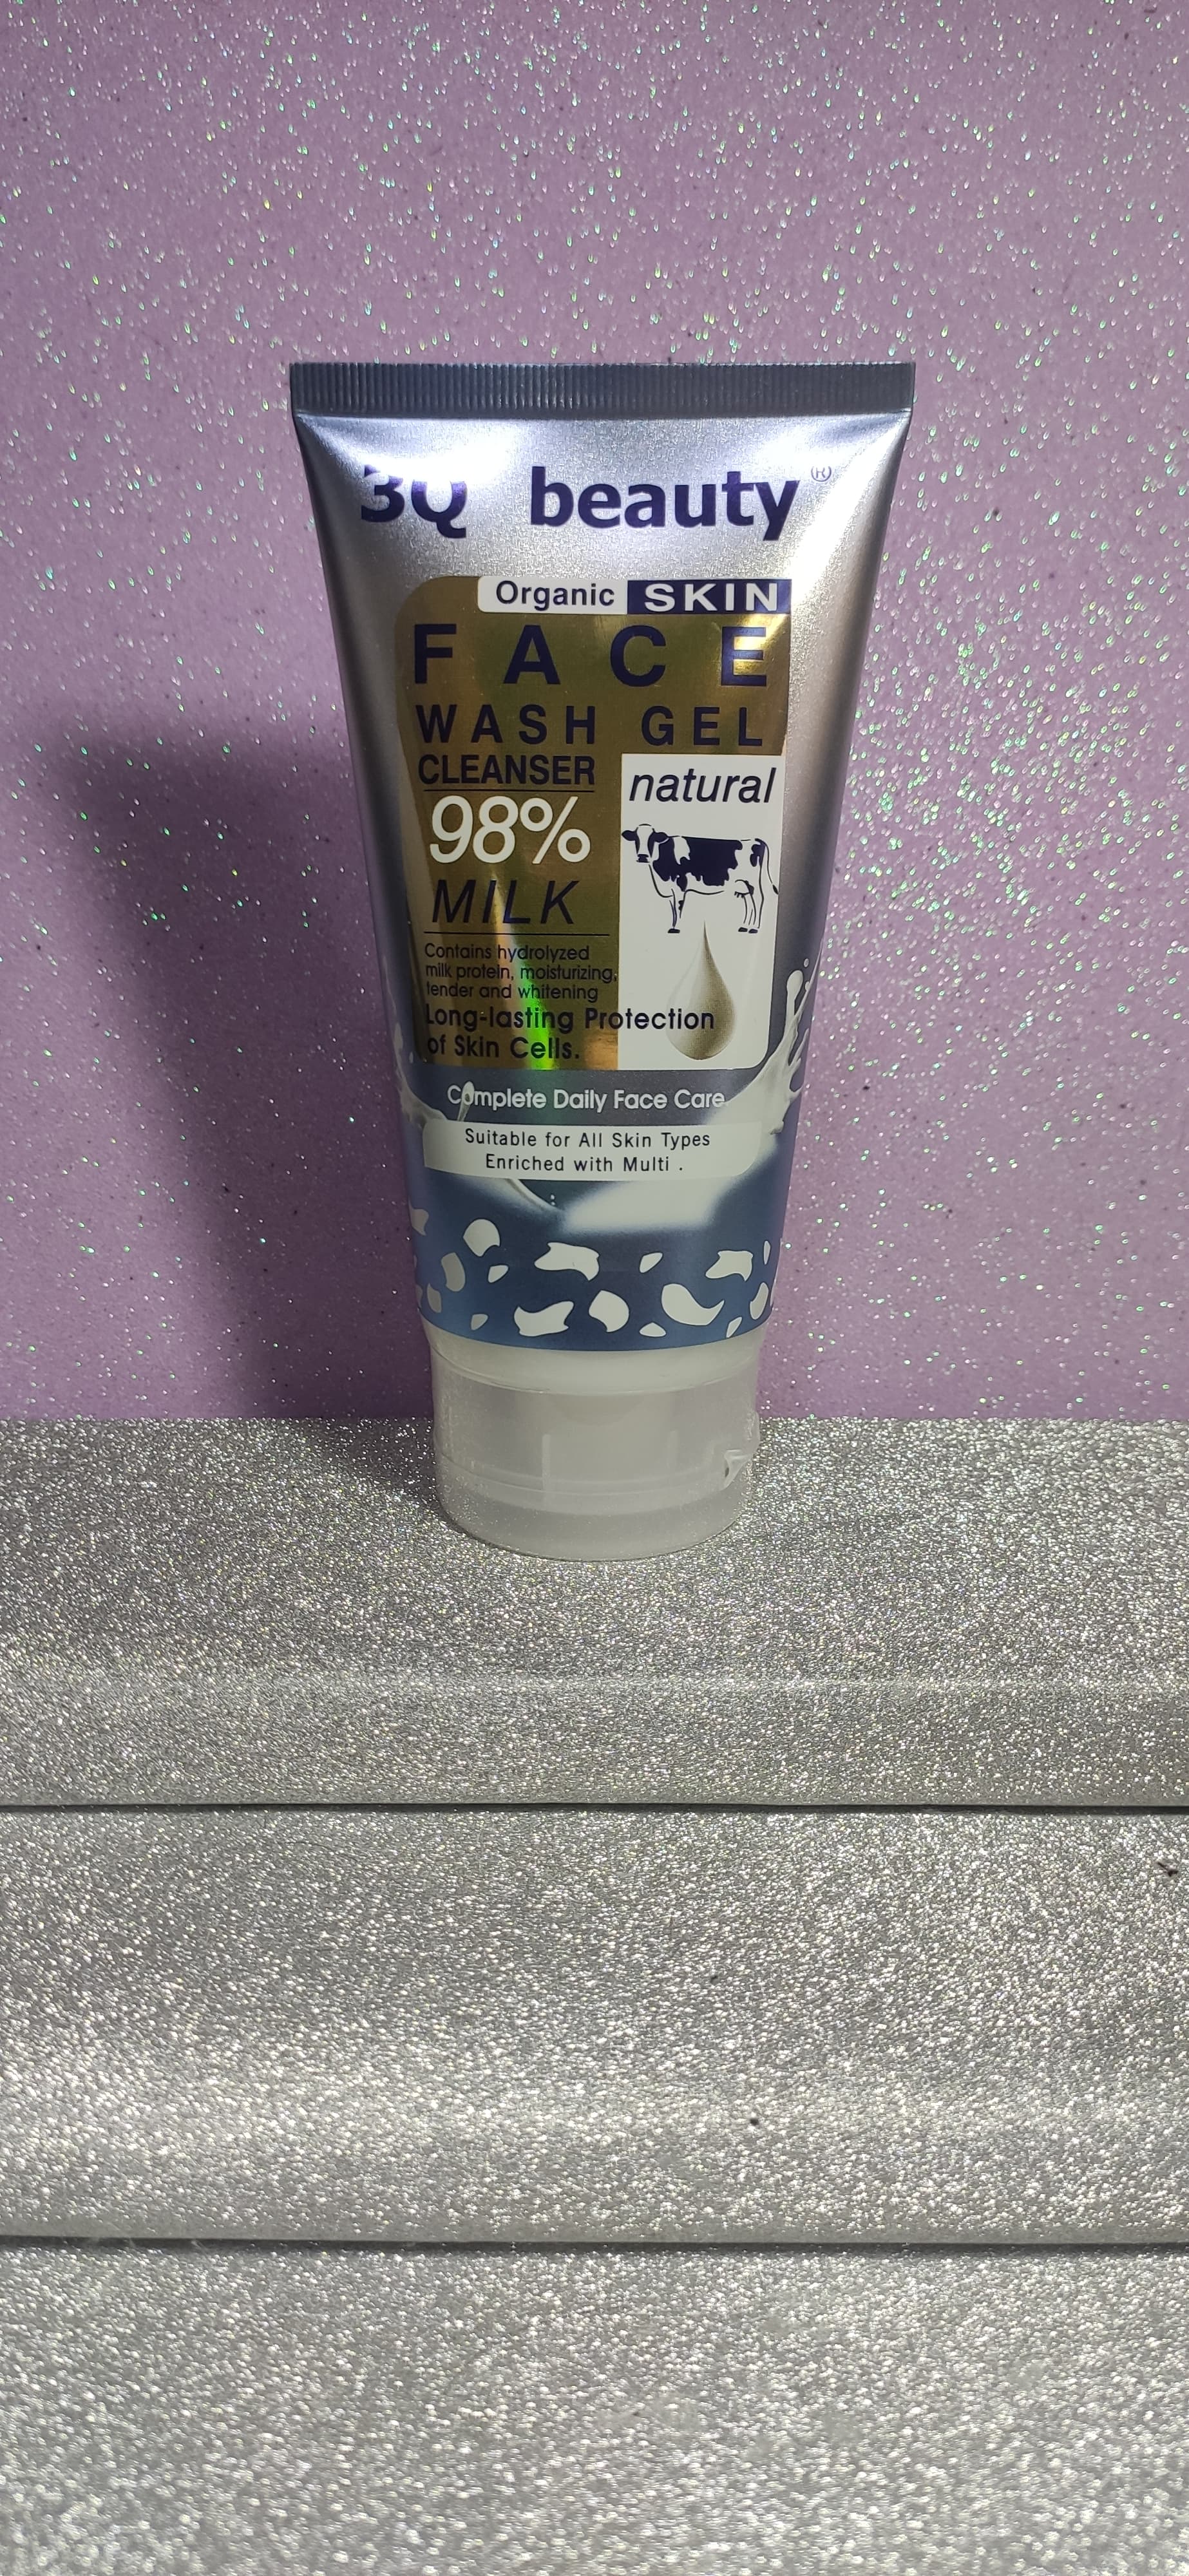 3Q beauty ®
Organic SKIN
FACE
WASH GEL
CLEANSER
natural
98%
MILK
Contains hydrolyzed
milk protein, moisturizing,
tender and whitening
Long-lasting Protection
of Skin Cells.
Complete Daily Face Care
Suitable for All Skin Types
Enriched with Multi .